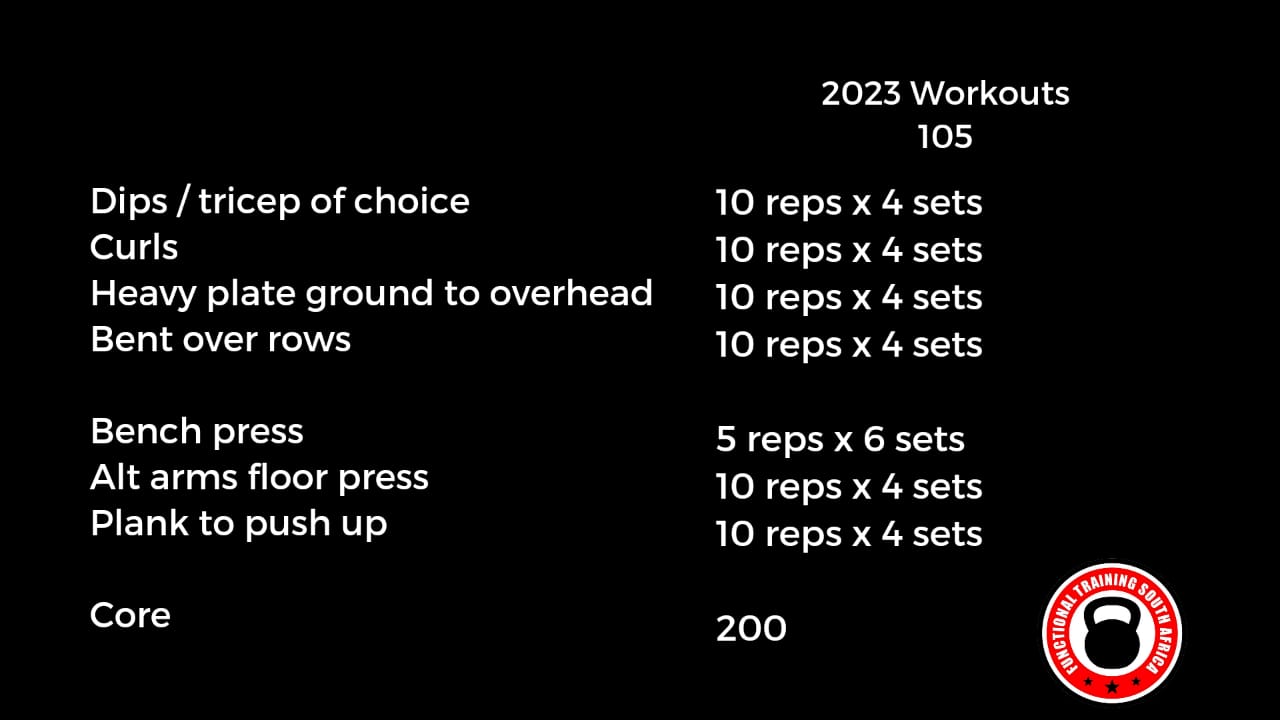 2023 Workouts
105
Dips / tricep of choice 10 reps x 4 sets
Curls 10 reps x 4 sets
Heavy plate ground to overhead 10 reps x 4 sets
Bent over rows 10 reps x 4 sets
Bench press 5 reps x 6 sets
Alt arms floor press 10 reps x 4 sets
Plank to push up 10 reps x 4 sets
Core 200
FUNCTIONAL TRAINING SOUTH AFRICA